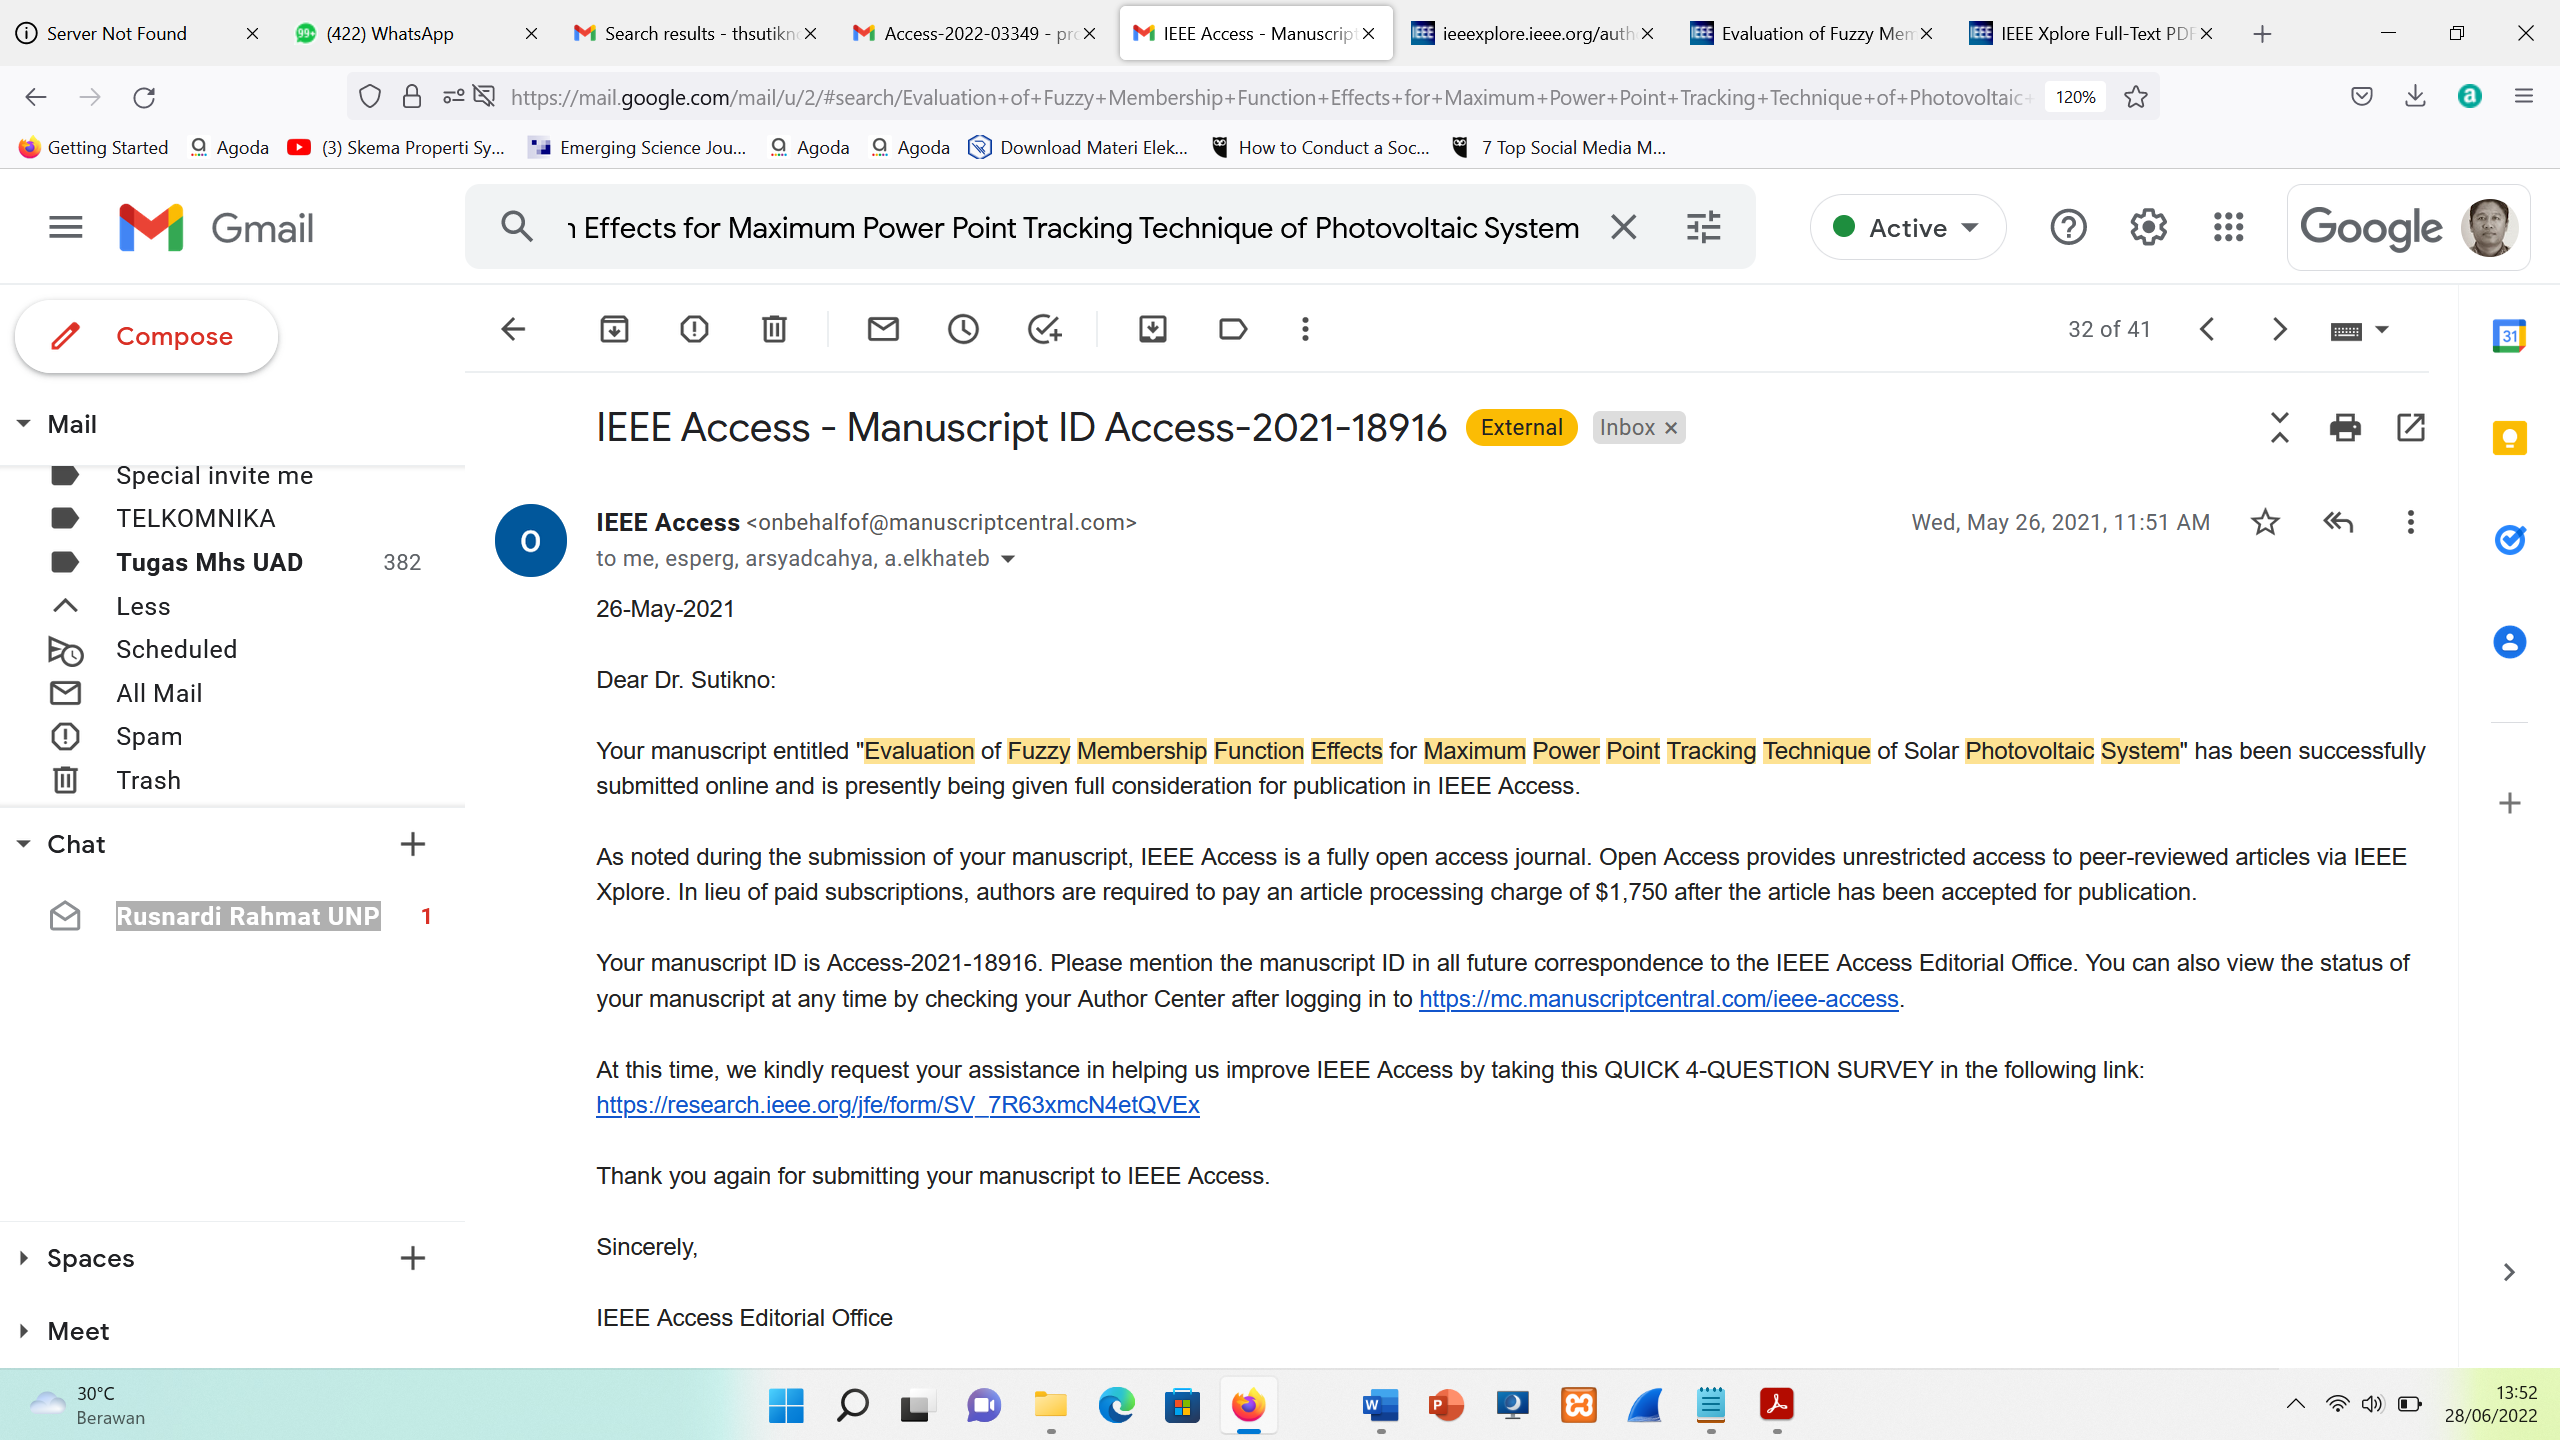 Server Not Found
(422) WhatsApp
Search results - thsutikn
Access-2022-03349 - pro
IEEE Access - Manuscrip
ieeexplore.ieee.org/auth
Evaluation of Fuzzy Mem
IEEE Xplore Full-Text PDF
https://mail.google.com/mail/u/2/#search/Evaluation+of+Fuzzy+Membership+Function+Effects+for+Maximum+Power+Point+Tracking+Technique+of+Photovoltaic+
120%
Getting Started
Agoda
(3) Skema Properti Sy...
Emerging Science Jou...
Agoda
Agoda
Download Materi Elek...
How to Conduct a Soc...
7 Top Social Media M...
Gmail
n Effects for Maximum Power Point Tracking Technique of Photovoltaic System
Active
Google
Compose
32 of 41
Mail
Special invite me
TELKOMNIKA
Tugas Mhs UAD 382
Less
Scheduled
All Mail
Spam
Trash
Chat
Rusnardi Rahmat UNP 1
Spaces
Meet
IEEE Access - Manuscript ID Access-2021-18916 External Inbox ×
IEEE Access <onbehalfof@manuscriptcentral.com>
Wed, May 26, 2021, 11:51 AM
to me, esperg, arsyadcahya, a.elkhateb
26-May-2021
Dear Dr. Sutikno:
Your manuscript entitled "Evaluation of Fuzzy Membership Function Effects for Maximum Power Point Tracking Technique of Solar Photovoltaic System" has been successfully
submitted online and is presently being given full consideration for publication in IEEE Access.
As noted during the submission of your manuscript, IEEE Access is a fully open access journal. Open Access provides unrestricted access to peer-reviewed articles via IEEE
Xplore. In lieu of paid subscriptions, authors are required to pay an article processing charge of $1,750 after the article has been accepted for publication.
Your manuscript ID is Access-2021-18916. Please mention the manuscript ID in all future correspondence to the IEEE Access Editorial Office. You can also view the status of
your manuscript at any time by checking your Author Center after logging in to https://mc.manuscriptcentral.com/ieee-access.
At this time, we kindly request your assistance in helping us improve IEEE Access by taking this QUICK 4-QUESTION SURVEY in the following link:
https://research.ieee.org/jfe/form/SV_7R63xmcN4etQVEx
Thank you again for submitting your manuscript to IEEE Access.
Sincerely,
IEEE Access Editorial Office
30°C
Berawan
13:52
28/06/2022